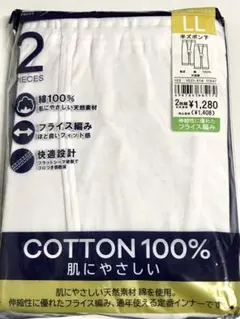 2
PIECES
LL
半ズボン下
綿100%
肌にやさしい天然素材
フライス編み
ほど良いフィット感
快適設計
2枚組
¥1,280
(¥1,408)
伸縮性に優れた
フライス編み
COTTON 100%
肌にやさしい
肌にやさしい天然素材 綿を使用。
伸縮性に優れたフライス編み、通年使える定番インナーです。